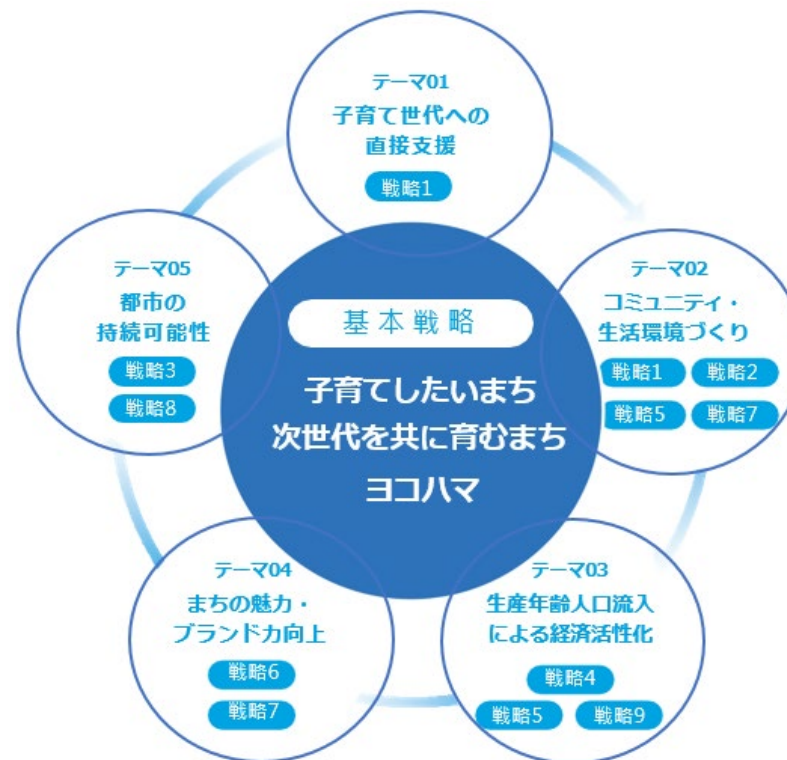 テーマ01
子育て世代への
直接支援
戦略1
テーマ05
都市の
持続可能性
戦略3
戦略8
テーマ02
コミュニティ・
生活環境づくり
戦略1 戦略2
戦略5 戦略7
基本戦略
子育てしたいまち
次世代を共に育むまち
ヨコハマ
テーマ04
まちの魅力・
ブランド力向上
戦略6
戦略7
テーマ03
生産年齢人口流入
による経済活性化
戦略4
戦略5 戦略9